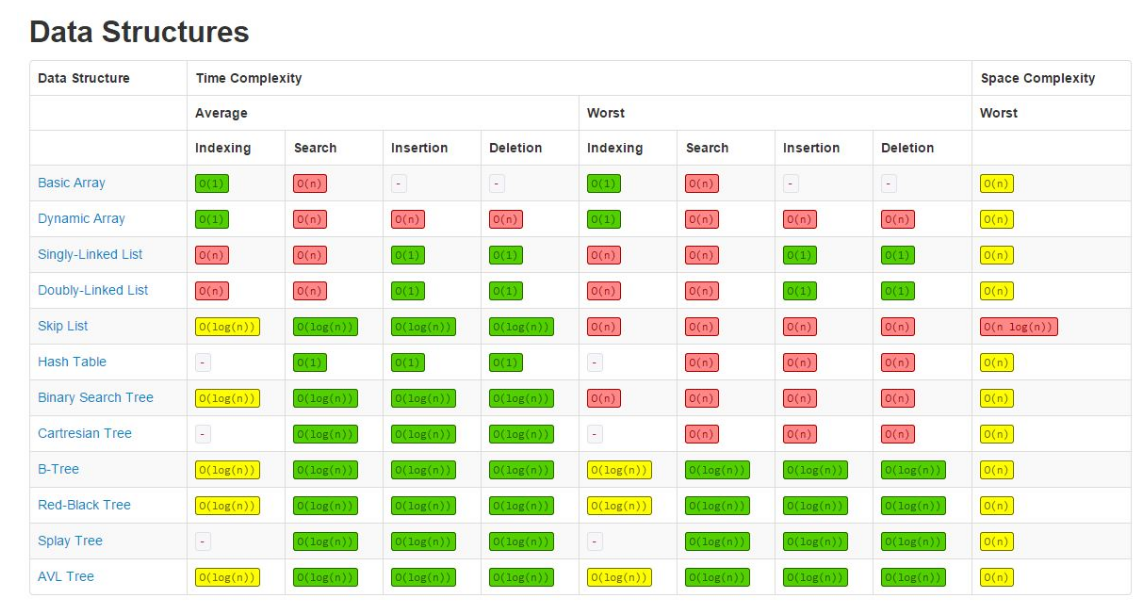 Data Structures
Data Structure Time Complexity Space Complexity
Average Worst Worst
Indexing Search Insertion Deletion Indexing Search Insertion Deletion
Basic Array O(1) O(n) - - O(1) O(n) - - O(n)
Dynamic Array O(1) O(n) O(n) O(n) O(1) O(n) O(n) O(n) O(n)
Singly-Linked List O(n) O(n) O(1) O(1) O(n) O(n) O(1) O(1) O(n)
Doubly-Linked List O(n) O(n) O(1) O(1) O(n) O(n) O(1) O(1) O(n)
Skip List O(log(n)) O(log(n)) O(log(n)) O(log(n)) O(n) O(n) O(n) O(n) O(n log(n))
Hash Table - O(1) O(1) O(1) - O(n) O(n) O(n) O(n)
Binary Search Tree O(log(n)) O(log(n)) O(log(n)) O(log(n)) O(n) O(n) O(n) O(n) O(n)
Cartresian Tree - O(log(n)) O(log(n)) O(log(n)) - O(n) O(n) O(n) O(n)
B-Tree O(log(n)) O(log(n)) O(log(n)) O(log(n)) O(log(n)) O(log(n)) O(log(n)) O(log(n)) O(n)
Red-Black Tree O(log(n)) O(log(n)) O(log(n)) O(log(n)) O(log(n)) O(log(n)) O(log(n)) O(log(n)) O(n)
Splay Tree - O(log(n)) O(log(n)) O(log(n)) - O(log(n)) O(log(n)) O(log(n)) O(n)
AVL Tree O(log(n)) O(log(n)) O(log(n)) O(log(n)) O(log(n)) O(log(n)) O(log(n)) O(log(n)) O(n)